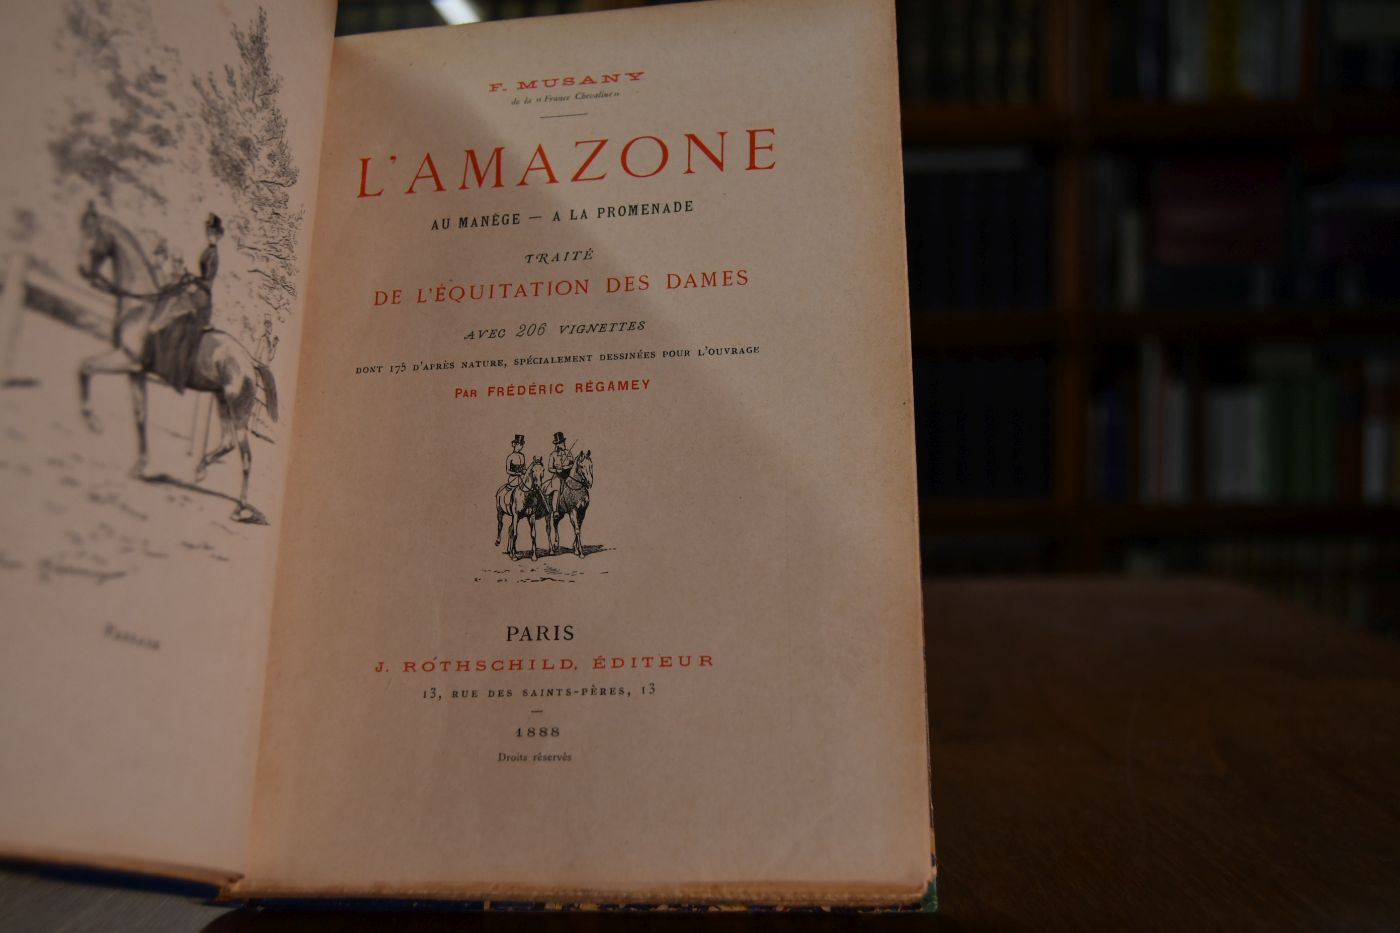 F. MUSANY
de la « France Chevaline »
L'AMAZONE
AU MANÈGE — A LA PROMENADE
TRAITÉ
DE L'ÉQUITATION DES DAMES
AVEC 206 VIGNETTES
DONT 175 D'APRÈS NATURE, SPÉCIALEMENT DESSINÉES POUR L'OUVRAGE
PAR FRÉDÉRIC RÉGAMEY
PARIS
J. ROTHSCHILD, ÉDITEUR
13, RUE DES SAINTS-PÈRES, 13
1888
Droits réservés